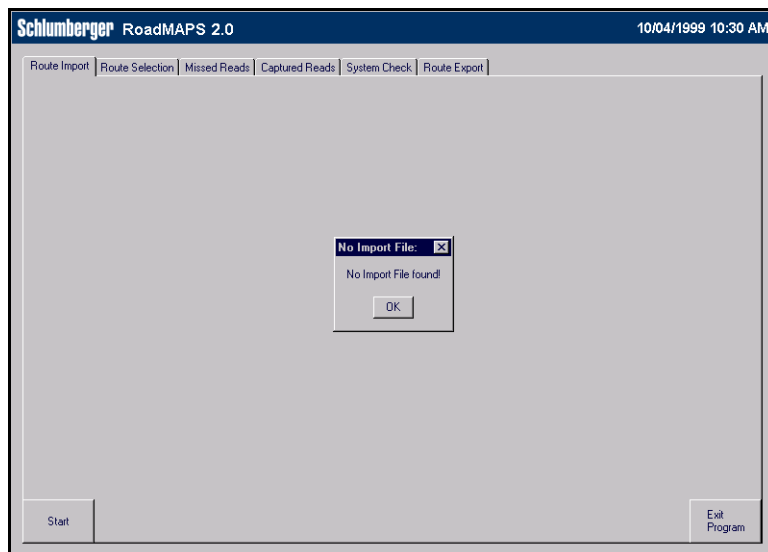 Schlumberger RoadMAPS 2.0 10/04/1999 10:30 AM
Route Import Route Selection Missed Reads Captured Reads System Check Route Export
No Import File:
No Import File found!
OK
Start
Exit
Program